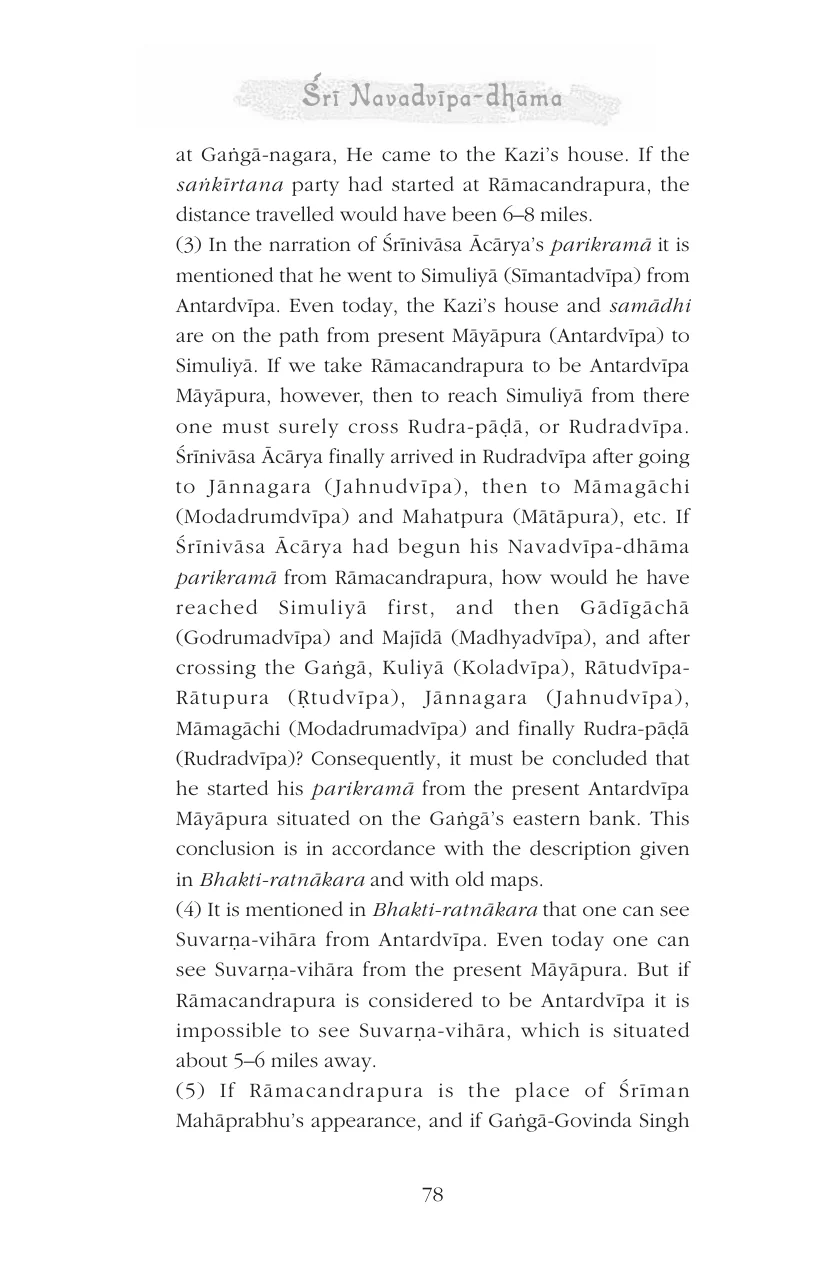 Śrī Navadvīpa-dhāma
at Gaṅgā-nagara, He came to the Kazi’s house. If the
saṅkīrtana party had started at Rāmacandrapura, the
distance travelled would have been 6–8 miles.
(3) In the narration of Śrīnivāsa Ācārya’s parikramā it is
mentioned that he went to Simuliyā (Sīmantadvīpa) from
Antardvīpa. Even today, the Kazi’s house and samādhi
are on the path from present Māyāpura (Antardvīpa) to
Simuliyā. If we take Rāmacandrapura to be Antardvīpa
Māyāpura, however, then to reach Simuliyā from there
one must surely cross Rudra-pāḍā, or Rudradvīpa.
Śrīnivāsa Ācārya finally arrived in Rudradvīpa after going
to Jānnagara (Jahnudvīpa), then to Māmagāchi
(Modadrumdvīpa) and Mahatpura (Mātāpura), etc. If
Śrīnivāsa Ācārya had begun his Navadvīpa-dhāma
parikramā from Rāmacandrapura, how would he have
reached Simuliyā first, and then Gādīgāchā
(Godrumadvīpa) and Majīdā (Madhyadvīpa), and after
crossing the Gaṅgā, Kuliyā (Koladvīpa), Rātudvīpa-
Rātupura (Ṛtudvīpa), Jānnagara (Jahnudvīpa),
Māmagāchi (Modadrumadvīpa) and finally Rudra-pāḍā
(Rudradvīpa)? Consequently, it must be concluded that
he started his parikramā from the present Antardvīpa
Māyāpura situated on the Gaṅgā’s eastern bank. This
conclusion is in accordance with the description given
in Bhakti-ratnākara and with old maps.
(4) It is mentioned in Bhakti-ratnākara that one can see
Suvarṇa-vihāra from Antardvīpa. Even today one can
see Suvarṇa-vihāra from the present Māyāpura. But if
Rāmacandrapura is considered to be Antardvīpa it is
impossible to see Suvarṇa-vihāra, which is situated
about 5–6 miles away.
(5) If Rāmacandrapura is the place of Śrīman
Mahāprabhu’s appearance, and if Gaṅgā-Govinda Singh
78